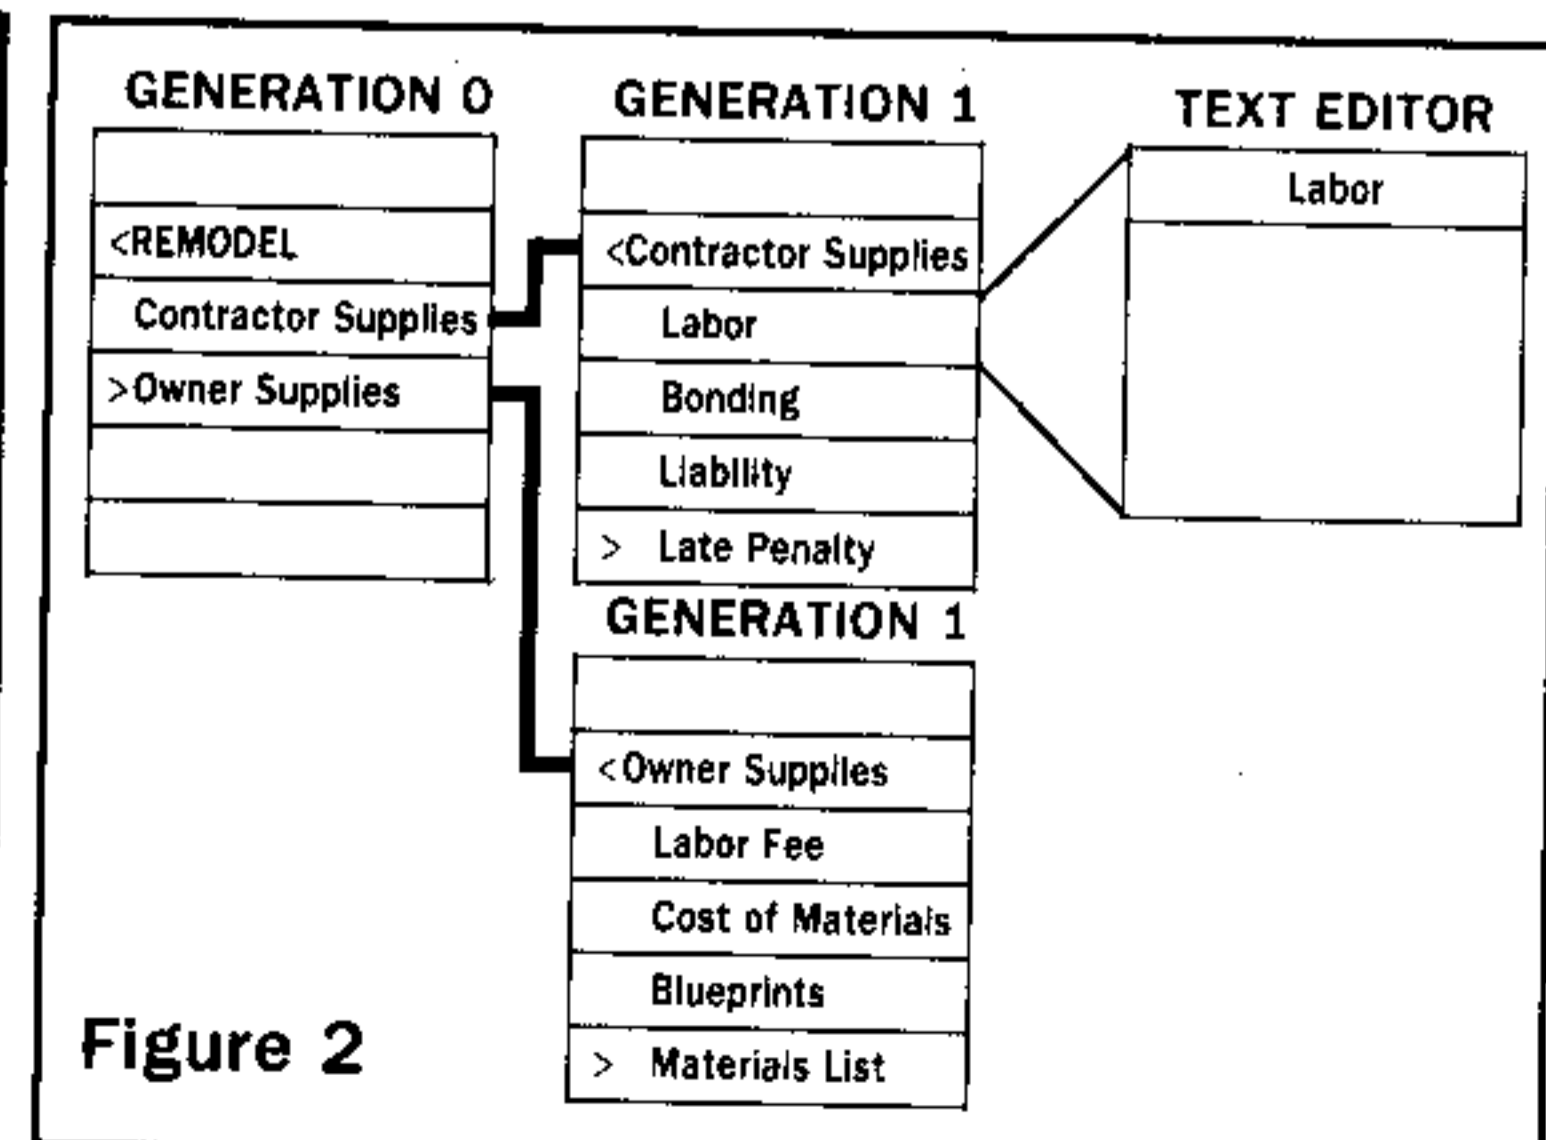 GENERATION 0
<REMODEL
Contractor Supplies
>Owner Supplies
GENERATION 1
<Contractor Supplies
Labor
Bonding
Liability
> Late Penalty
TEXT EDITOR
Labor
GENERATION 1
<Owner Supplies
Labor Fee
Cost of Materials
Blueprints
> Materials List
Figure 2